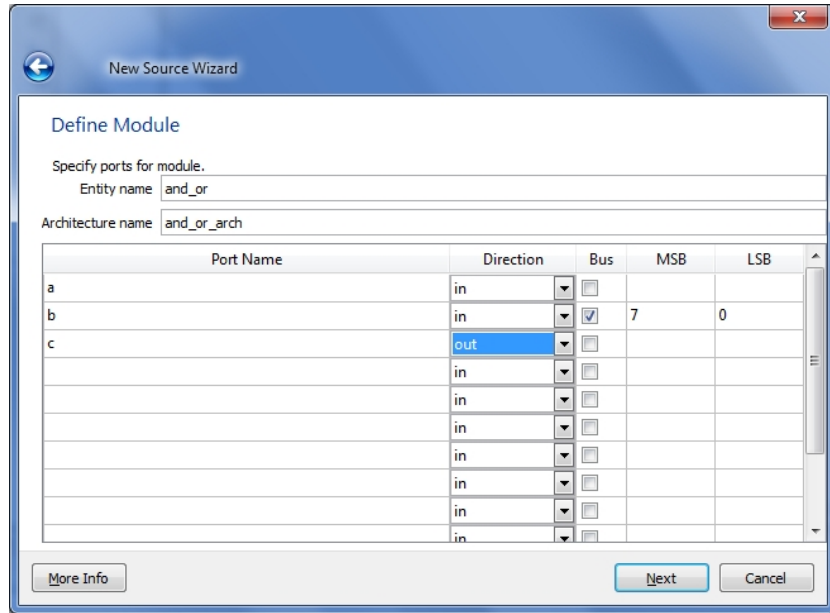 New Source Wizard
Define Module
Specify ports for module.
Entity name and_or
Architecture name and_or_arch
Port Name Direction Bus MSB LSB
a in
b in 7 0
c out
in
in
in
in
in
in
in
More Info Next Cancel